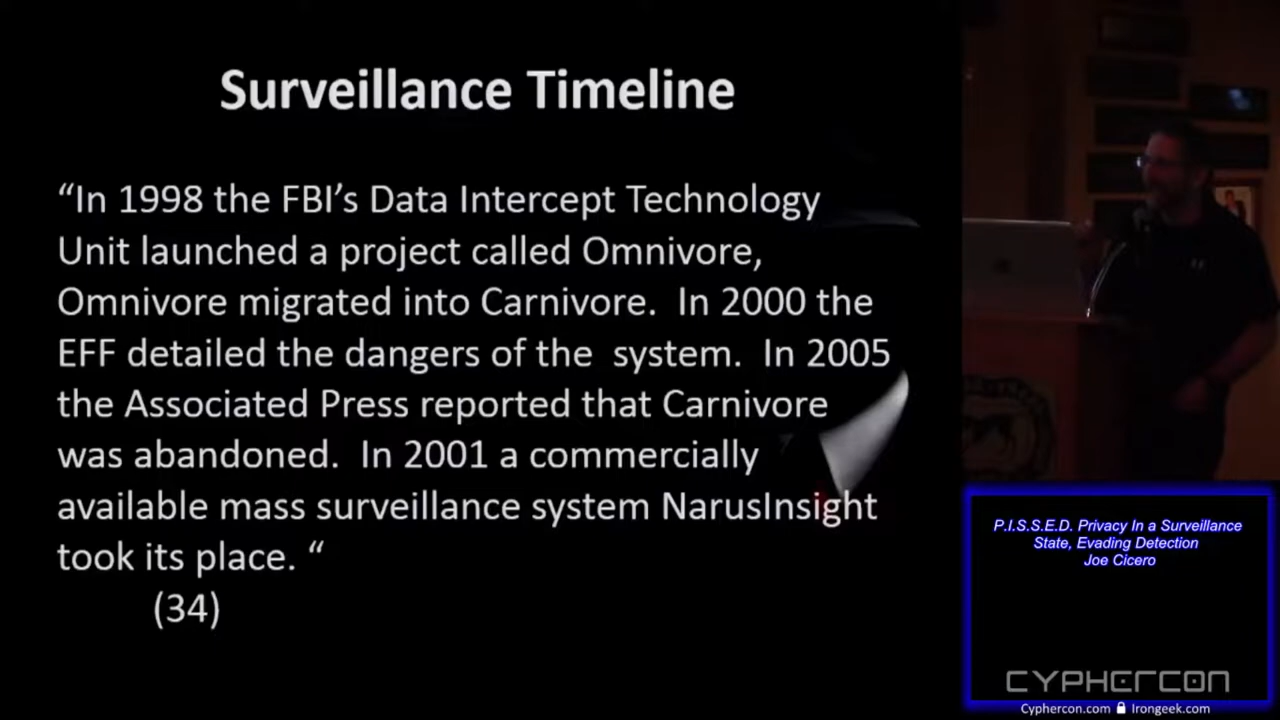 Surveillance Timeline
“In 1998 the FBI’s Data Intercept Technology
Unit launched a project called Omnivore,
Omnivore migrated into Carnivore.  In 2000 the
EFF detailed the dangers of the  system.  In 2005
the Associated Press reported that Carnivore
was abandoned.  In 2001 a commercially
available mass surveillance system NarusInsight
took its place. “
(34)
P.I.S.S.E.D. Privacy In a Surveillance
State, Evading Detection
Joe Cicero
CYPHERCON
Cyphercon.com Irongeek.com